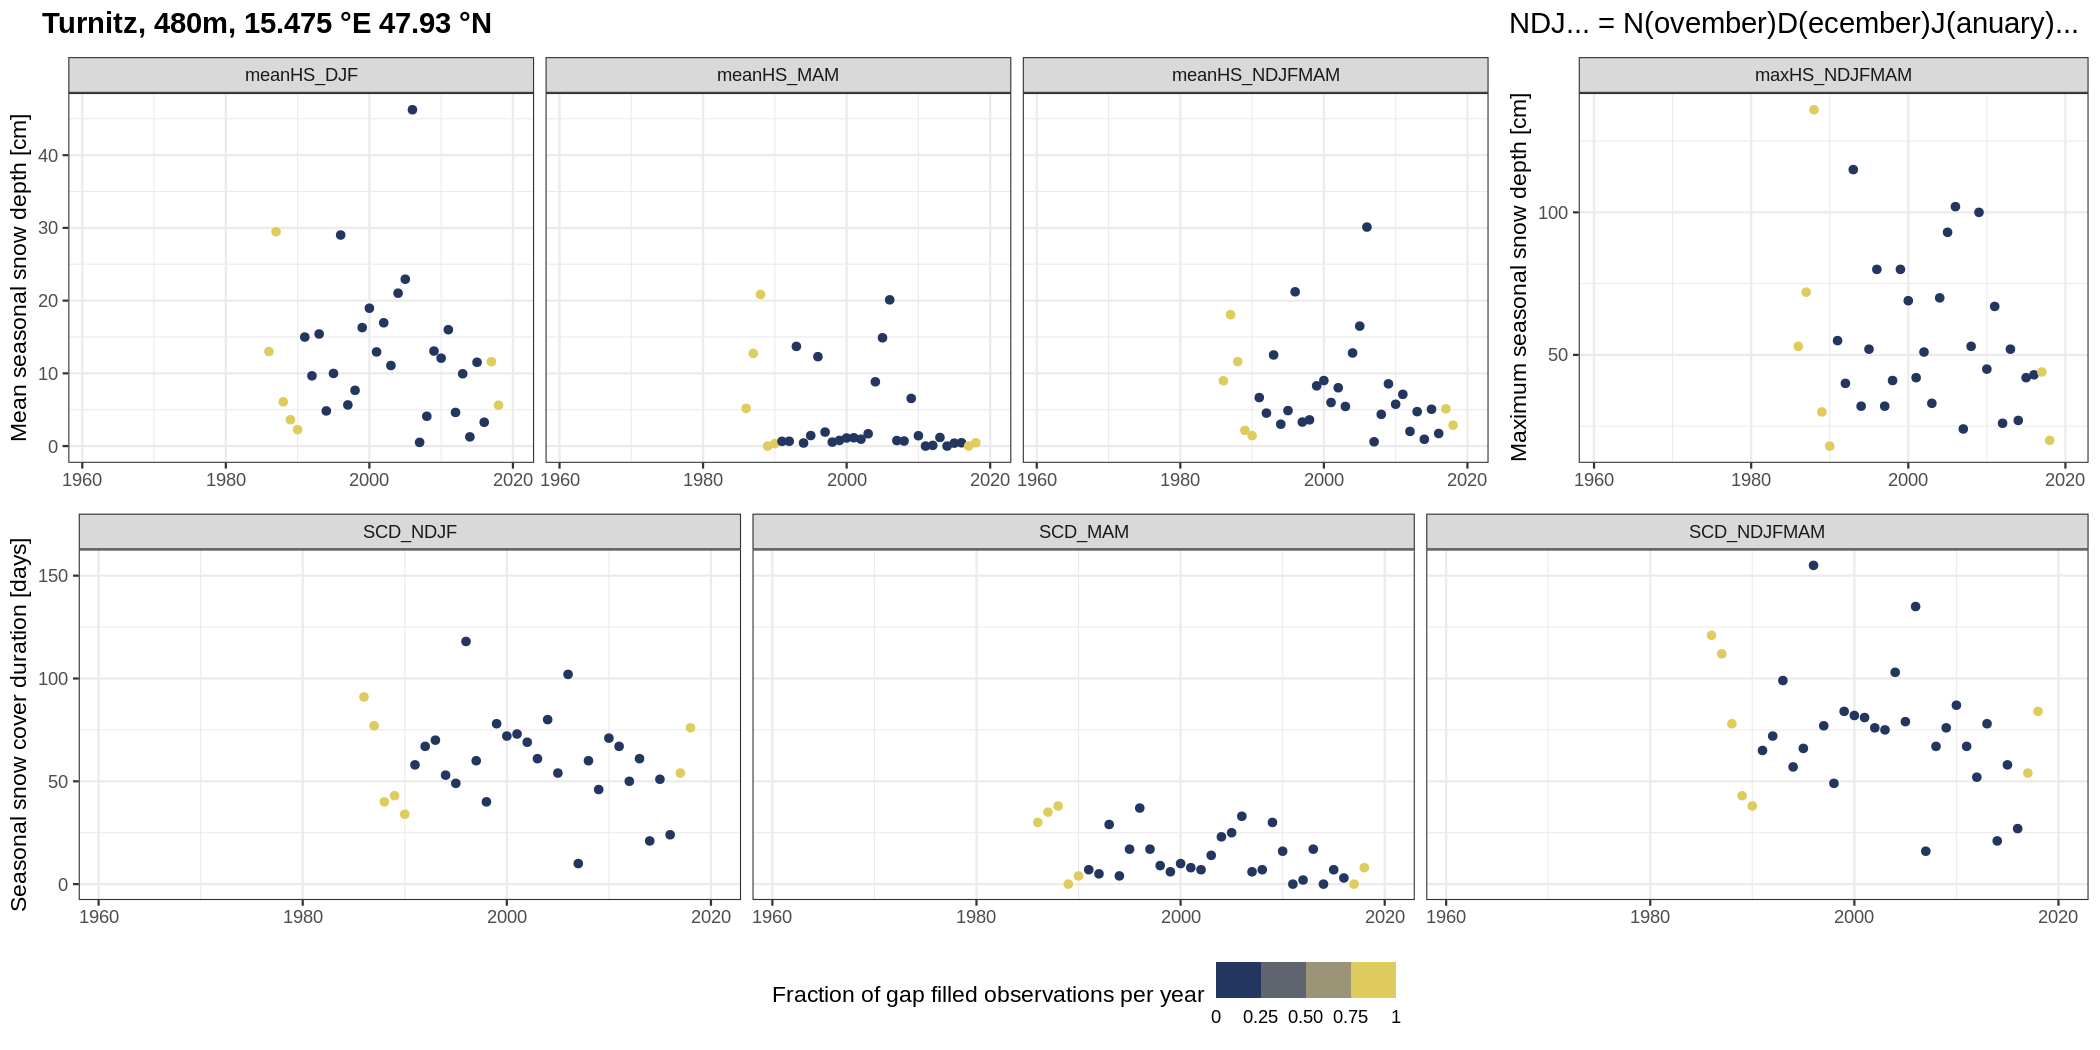 Turnitz, 480m, 15.475 °E 47.93 °N
NDJ... = N(ovember)D(ecember)J(anuary)...
meanHS_DJF
meanHS_MAM
meanHS_NDJFMAM
maxHS_NDJFMAM
Mean seasonal snow depth [cm]
40
30
20
10
0
1960 1980 2000 2020
1960 1980 2000 2020
1960 1980 2000 2020
Maximum seasonal snow depth [cm]
100
50
1960 1980 2000 2020
SCD_NDJF
SCD_MAM
SCD_NDJFMAM
Seasonal snow cover duration [days]
150
100
50
0
1960 1980 2000 2020
1960 1980 2000 2020
1960 1980 2000 2020
Fraction of gap filled observations per year
0 0.25 0.50 0.75 1